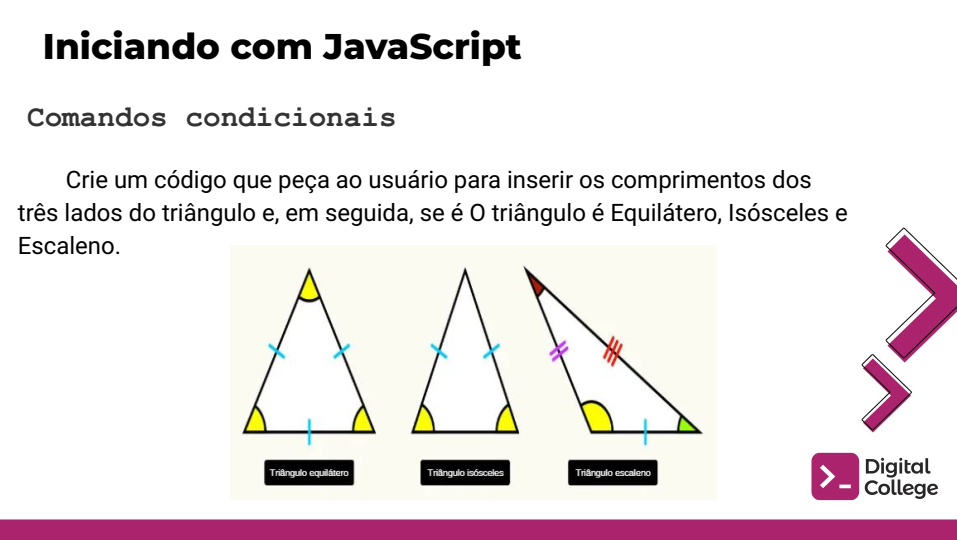 Iniciando com JavaScript
Comandos condicionais
Crie um código que peça ao usuário para inserir os comprimentos dos
três lados do triângulo e, em seguida, se é O triângulo é Equilátero, Isósceles e
Escaleno.
Triângulo equilátero
Triângulo isósceles
Triângulo escaleno
Digital
College